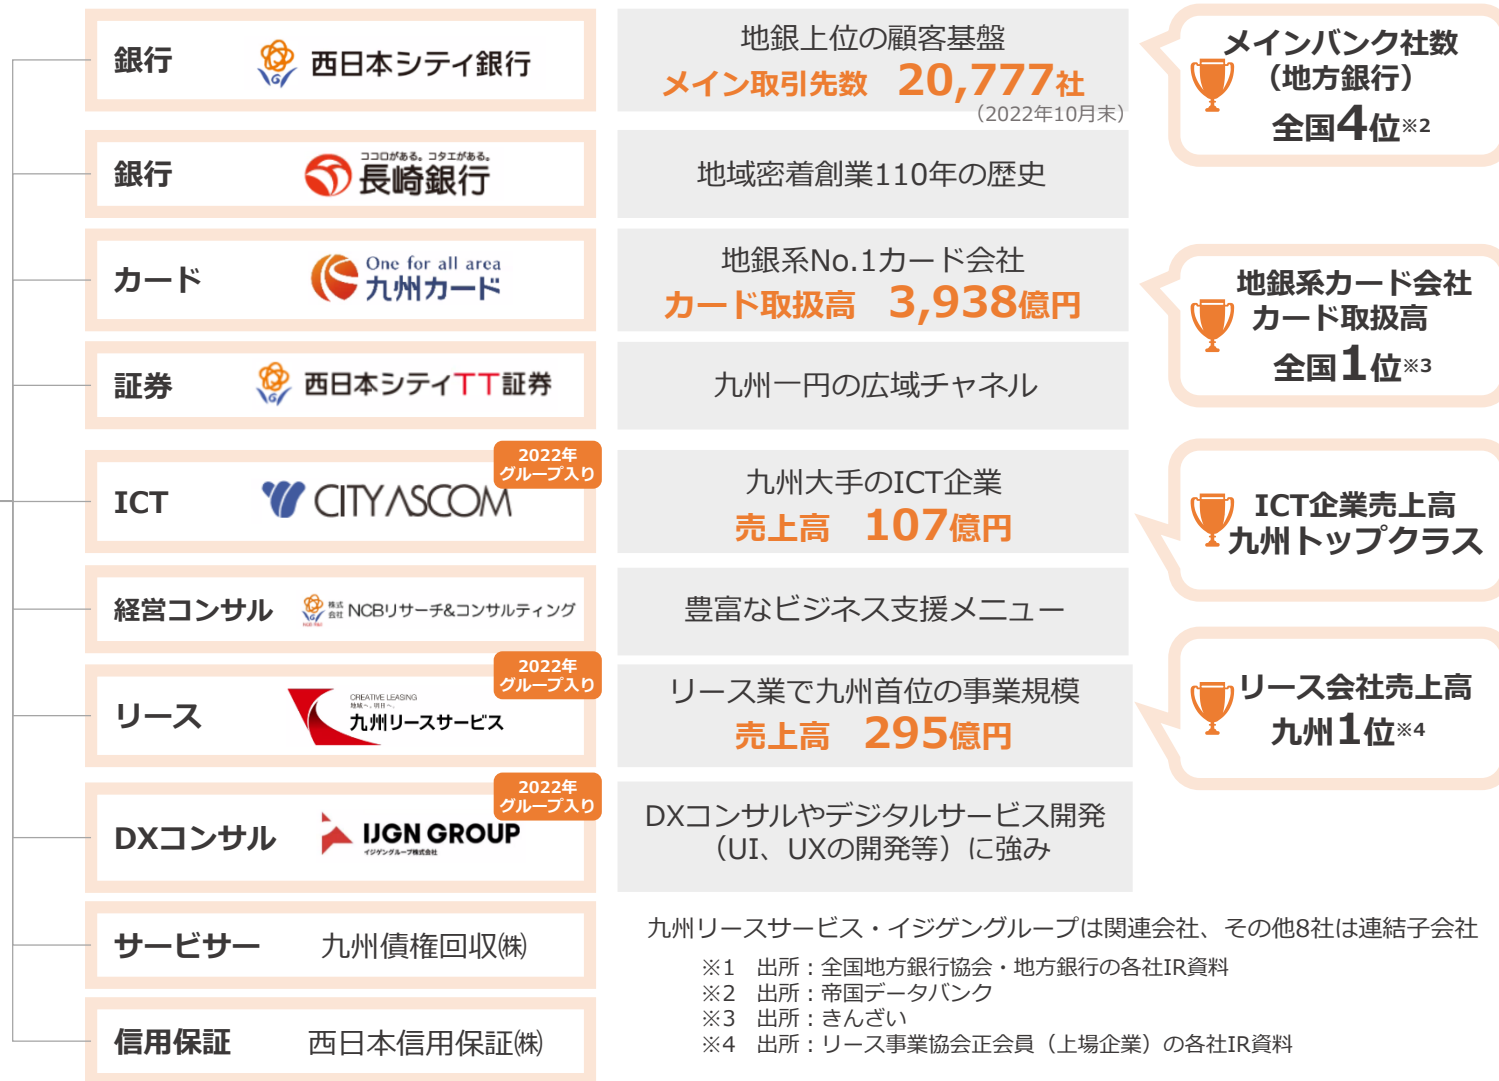 銀行
西日本シティ銀行
地銀上位の顧客基盤
メイン取引先数 20,777社
（2022年10月末）
メインバンク社数
（地方銀行）
全国4位※2
銀行
ココロがある。コタエがある。
長崎銀行
地域密着創業110年の歴史
カード
One for all area
九州カード
地銀系No.1カード会社
カード取扱高 3,938億円
地銀系カード会社
カード取扱高
全国1位※3
証券
西日本シティTT証券
九州一円の広域チャネル
2022年
グループ入り
ICT
CITY ASCOM
九州大手のICT企業
売上高 107億円
ICT企業売上高
九州トップクラス
経営コンサル
株式
会社 NCBリサーチ&コンサルティング
豊富なビジネス支援メニュー
2022年
グループ入り
リース
CREATIVE LEASING
地域へ、明日へ。
九州リースサービス
リース業で九州首位の事業規模
売上高 295億円
リース会社売上高
九州1位※4
2022年
グループ入り
DXコンサル
IJGN GROUP
イジゲングループ株式会社
DXコンサルやデジタルサービス開発
（UI、UXの開発等）に強み
サービサー
九州債権回収㈱
信用保証
西日本信用保証㈱
九州リースサービス・イジゲングループは関連会社、その他8社は連結子会社
※1 出所：全国地方銀行協会・地方銀行の各社IR資料
※2 出所：帝国データバンク
※3 出所：きんざい
※4 出所：リース事業協会正会員（上場企業）の各社IR資料